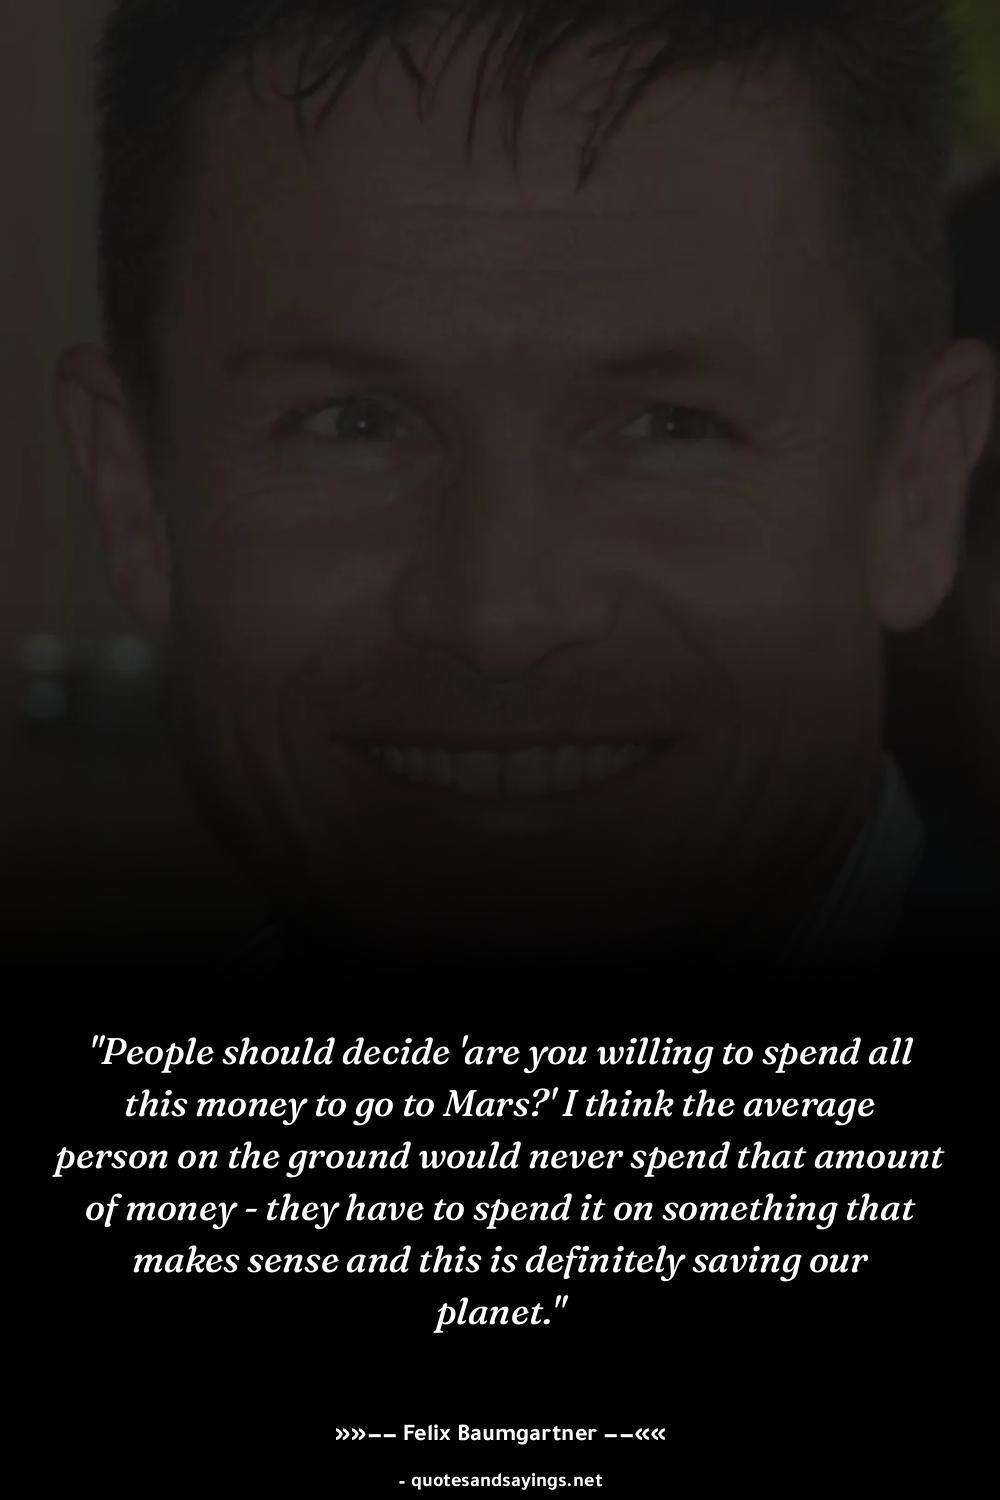 "People should decide 'are you willing to spend all
this money to go to Mars?' I think the average
person on the ground would never spend that amount
of money - they have to spend it on something that
makes sense and this is definitely saving our
planet."
»»−− Felix Baumgartner −−««
- quotesandsayings.net